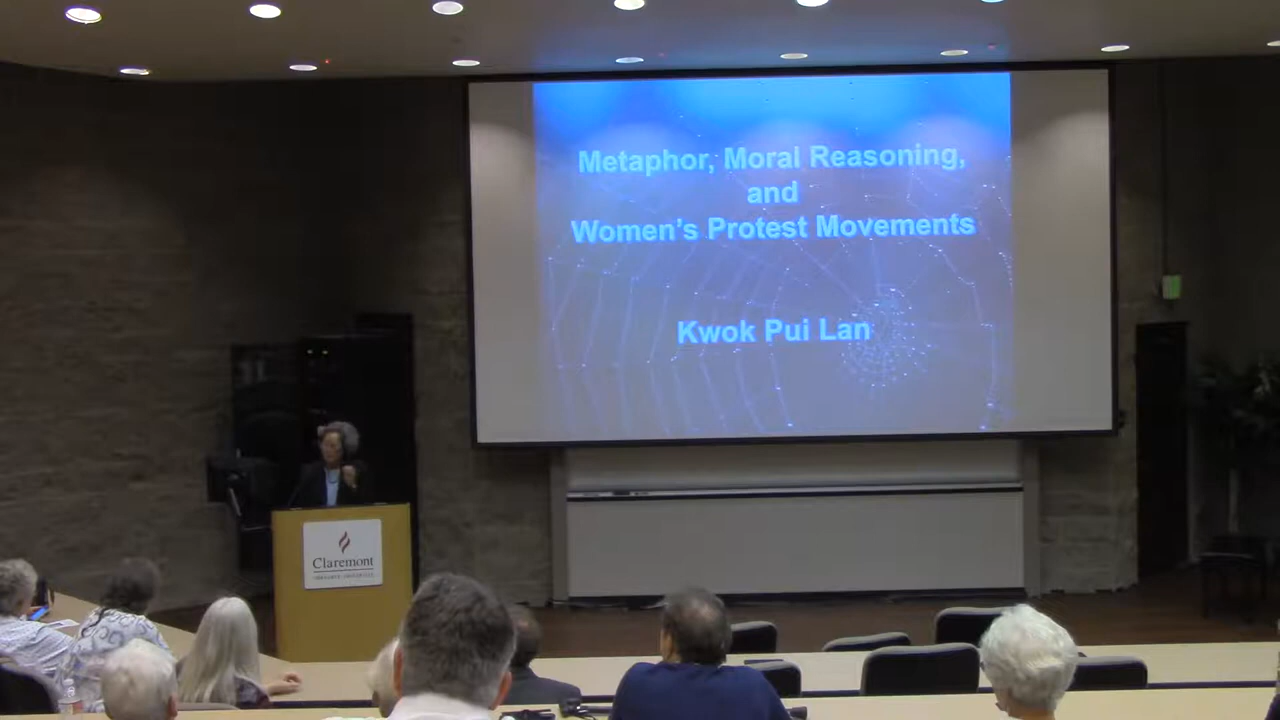 Metaphor, Moral Reasoning,
and
Women's Protest Movements
Kwok Pui Lan
Claremont